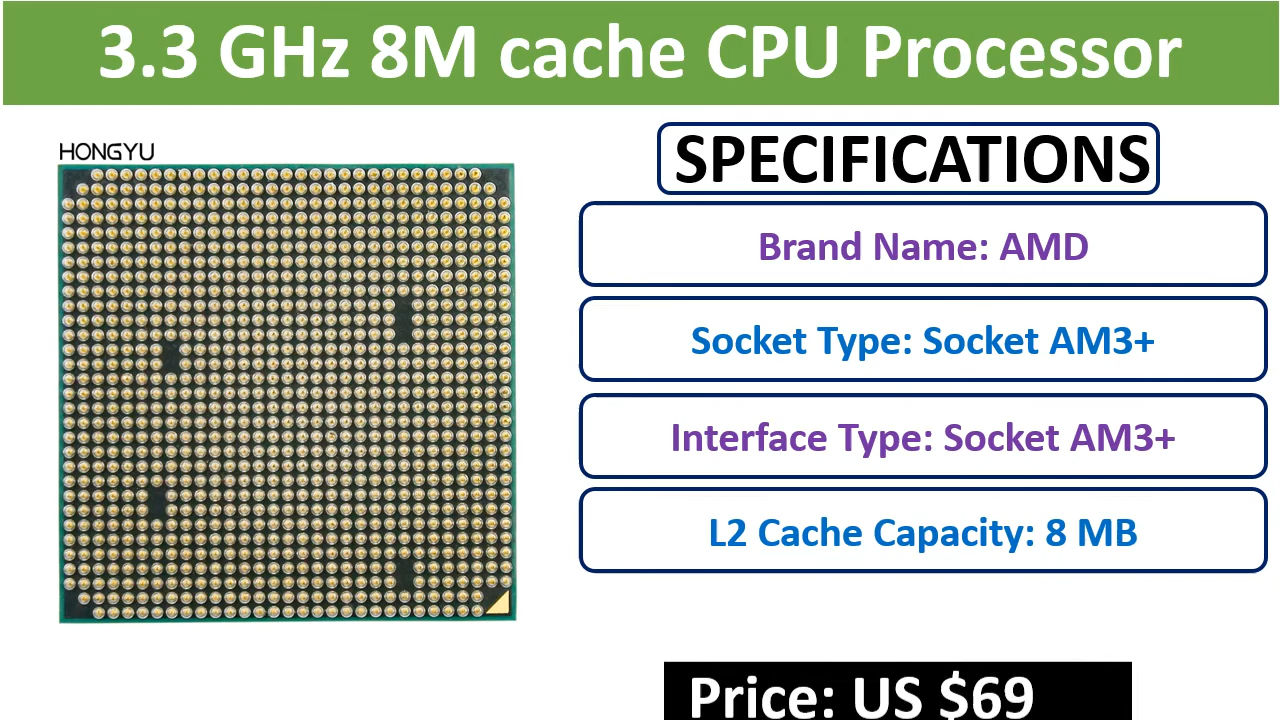 3.3 GHz 8M cache CPU Processor
HONGYU
SPECIFICATIONS
Brand Name: AMD
Socket Type: Socket AM3+
Interface Type: Socket AM3+
L2 Cache Capacity: 8 MB
Price: US $69